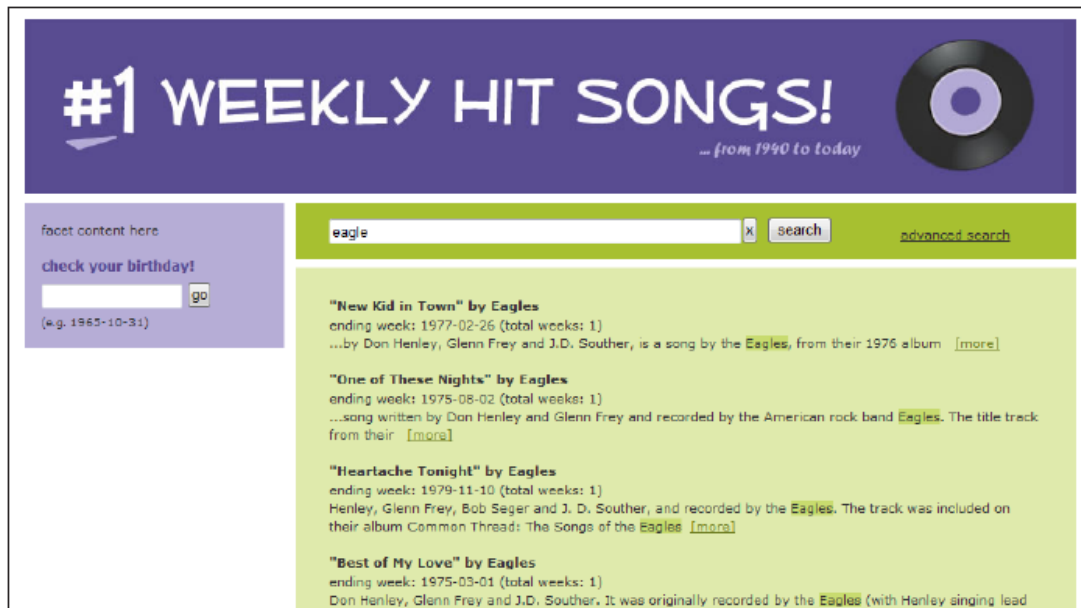 #1 WEEKLY HIT SONGS!
... from 1940 to today
facet content here
check your birthday!
go
(e.g. 1965-10-31)
eagle x search advanced search
"New Kid in Town" by Eagles
ending week: 1977-02-26 (total weeks: 1)
...by Don Henley, Glenn Frey and J.D. Souther, is a song by the Eagles, from their 1976 album [more]
"One of These Nights" by Eagles
ending week: 1975-08-02 (total weeks: 1)
...song written by Don Henley and Glenn Frey and recorded by the American rock band Eagles. The title track
from their [more]
"Heartache Tonight" by Eagles
ending week: 1979-11-10 (total weeks: 1)
Henley, Glenn Frey, Bob Seger and J. D. Souther, and recorded by the Eagles. The track was included on
their album Common Thread: The Songs of the Eagles [more]
"Best of My Love" by Eagles
ending week: 1975-03-01 (total weeks: 1)
Don Henley, Glenn Frey and J.D. Souther. It was originally recorded by the Eagles (with Henley singing lead